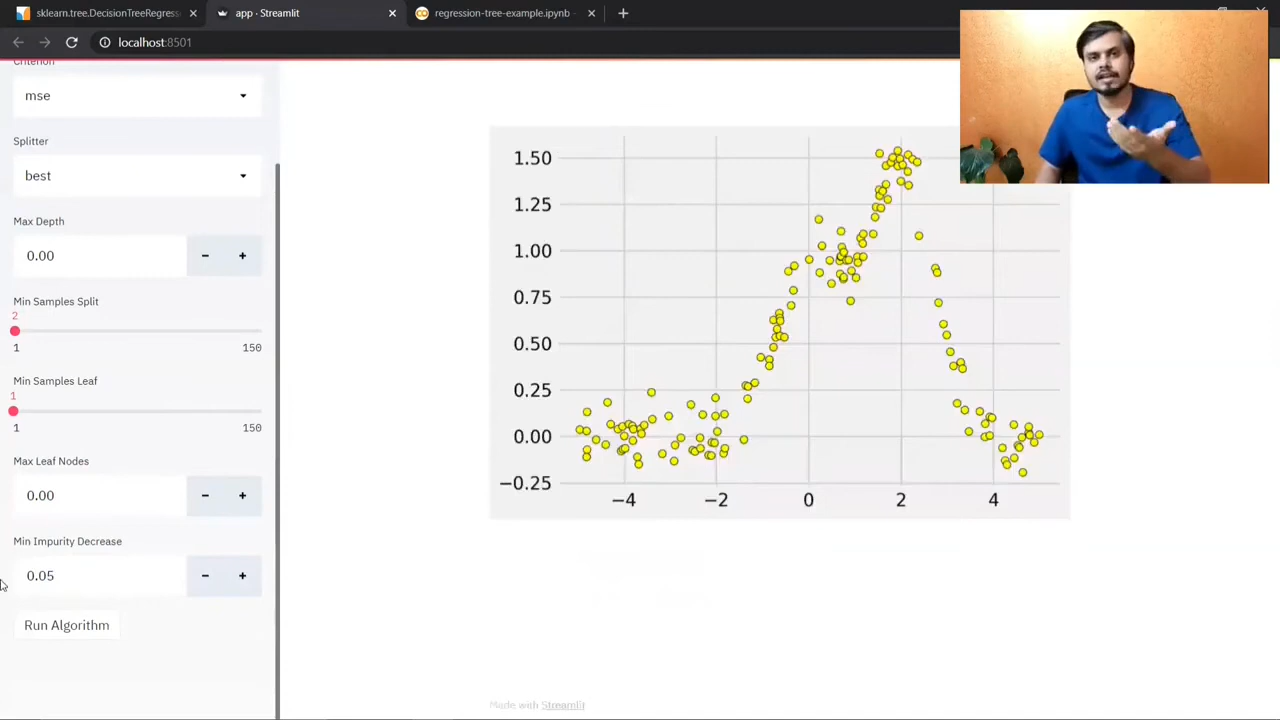 sklearn.tree.DecisionTreeRegress
app · Streamlit
regression-tree-example.ipynb
localhost:8501
Criterion
mse
Splitter
best
Max Depth
0.00
Min Samples Split
2
1 150
Min Samples Leaf
1
1 150
Max Leaf Nodes
0.00
Min Impurity Decrease
0.05
Run Algorithm
1.50
1.25
1.00
0.75
0.50
0.25
0.00
−0.25
−4 −2 0 2 4
Made with Streamlit